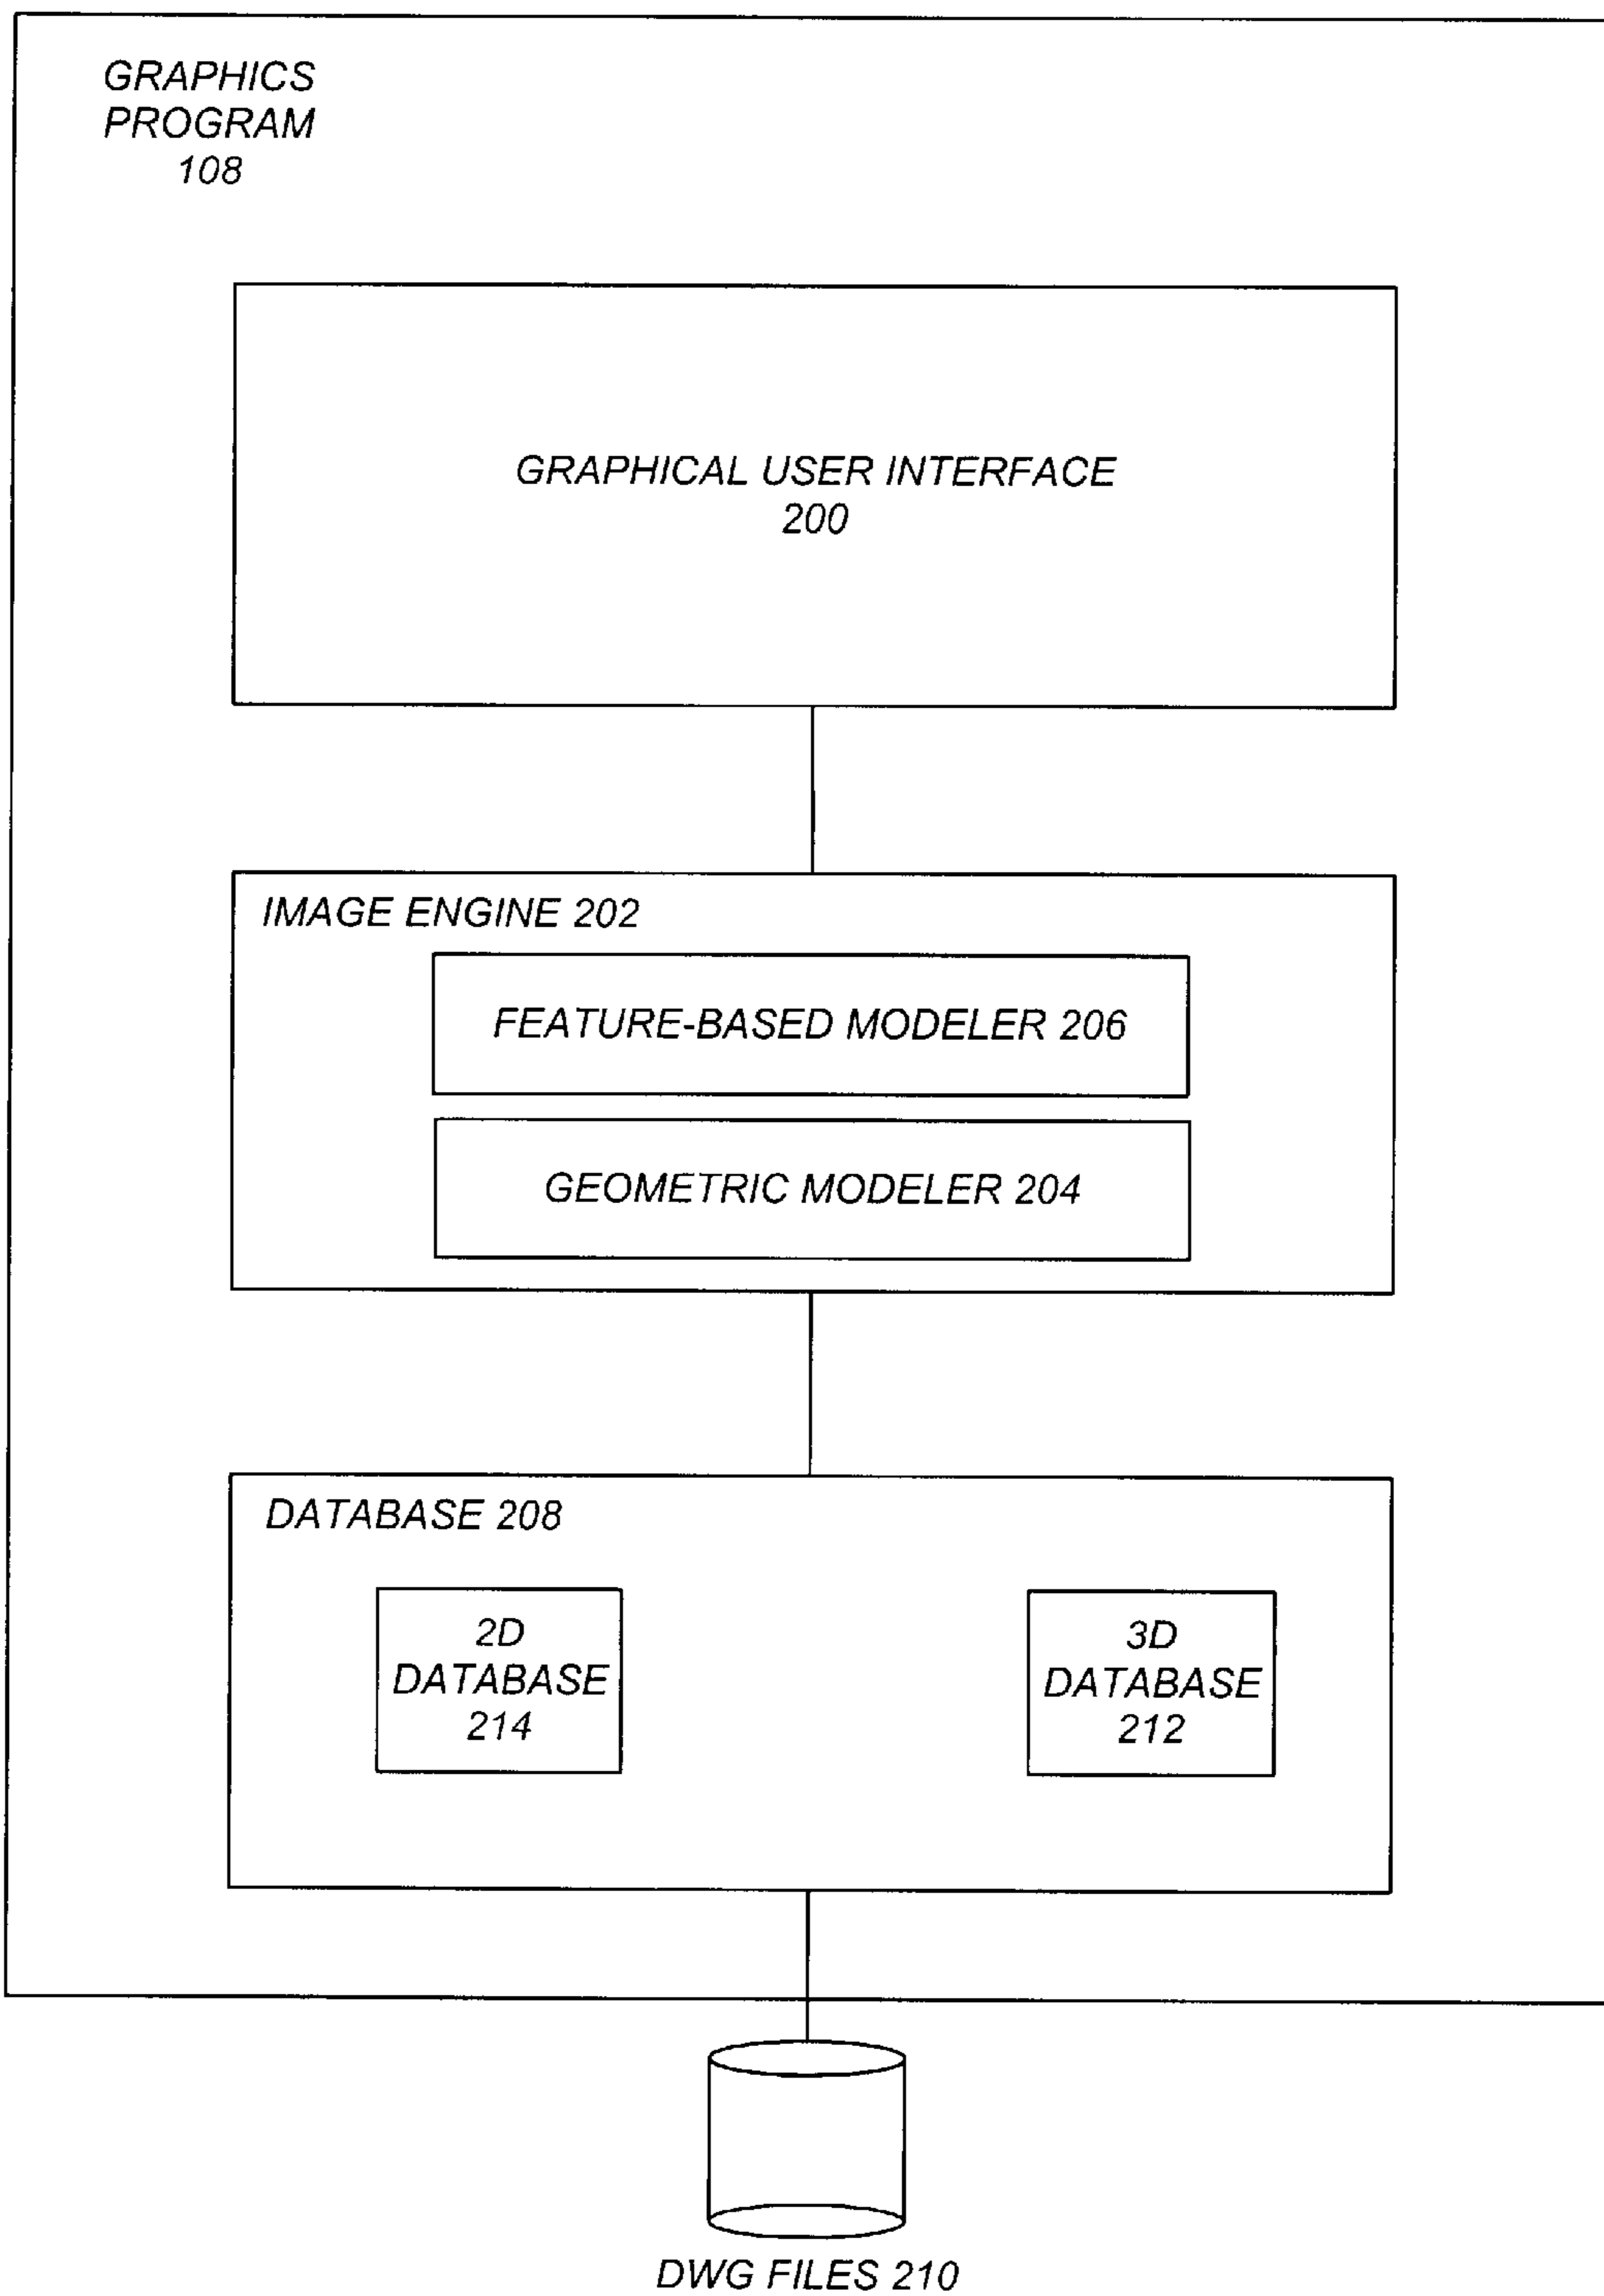 GRAPHICS
PROGRAM
108
GRAPHICAL USER INTERFACE
200
IMAGE ENGINE 202
FEATURE-BASED MODELER 206
GEOMETRIC MODELER 204
DATABASE 208
2D
DATABASE
214
3D
DATABASE
212
DWG FILES 210